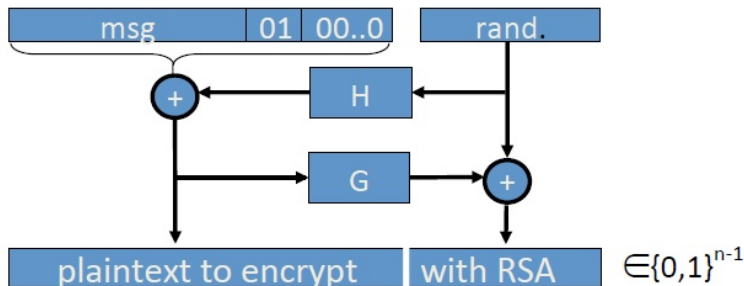 msg 01 00..0 rand.
+ H
G +
plaintext to encrypt with RSA ∈{0,1}ⁿ⁻¹